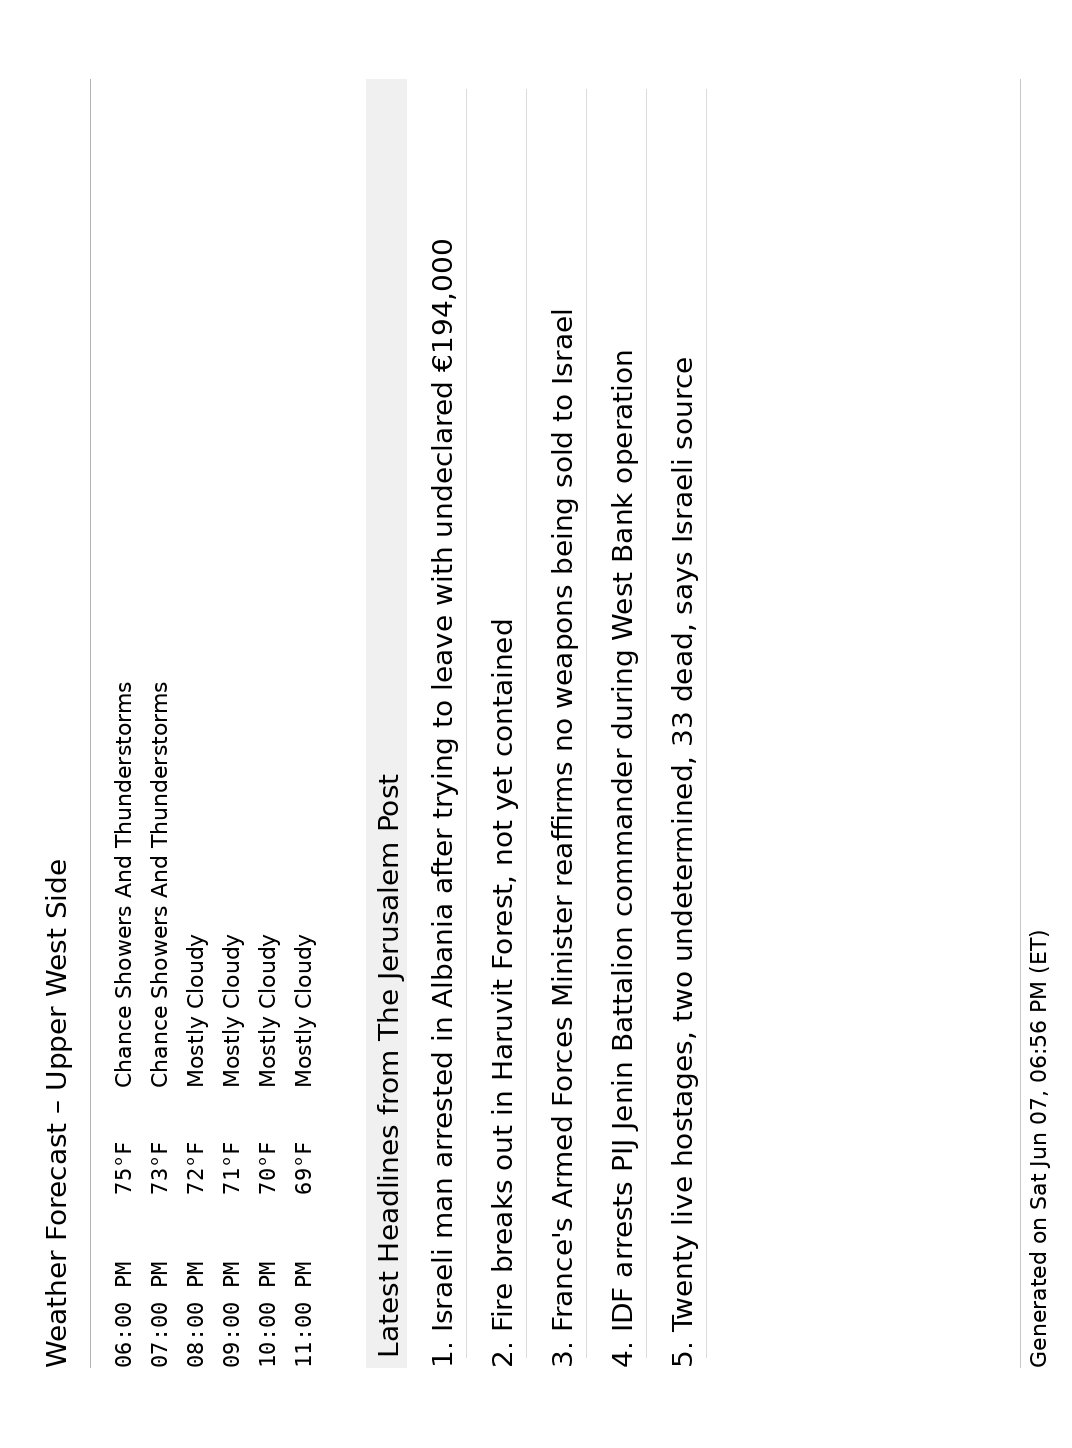 Weather Forecast – Upper West Side
06:00 PM 75°F Chance Showers And Thunderstorms
07:00 PM 73°F Chance Showers And Thunderstorms
08:00 PM 72°F Mostly Cloudy
09:00 PM 71°F Mostly Cloudy
10:00 PM 70°F Mostly Cloudy
11:00 PM 69°F Mostly Cloudy
Latest Headlines from The Jerusalem Post
1. Israeli man arrested in Albania after trying to leave with undeclared €194,000
2. Fire breaks out in Haruvit Forest, not yet contained
3. France's Armed Forces Minister reaffirms no weapons being sold to Israel
4. IDF arrests PIJ Jenin Battalion commander during West Bank operation
5. Twenty live hostages, two undetermined, 33 dead, says Israeli source
Generated on Sat Jun 07, 06:56 PM (ET)